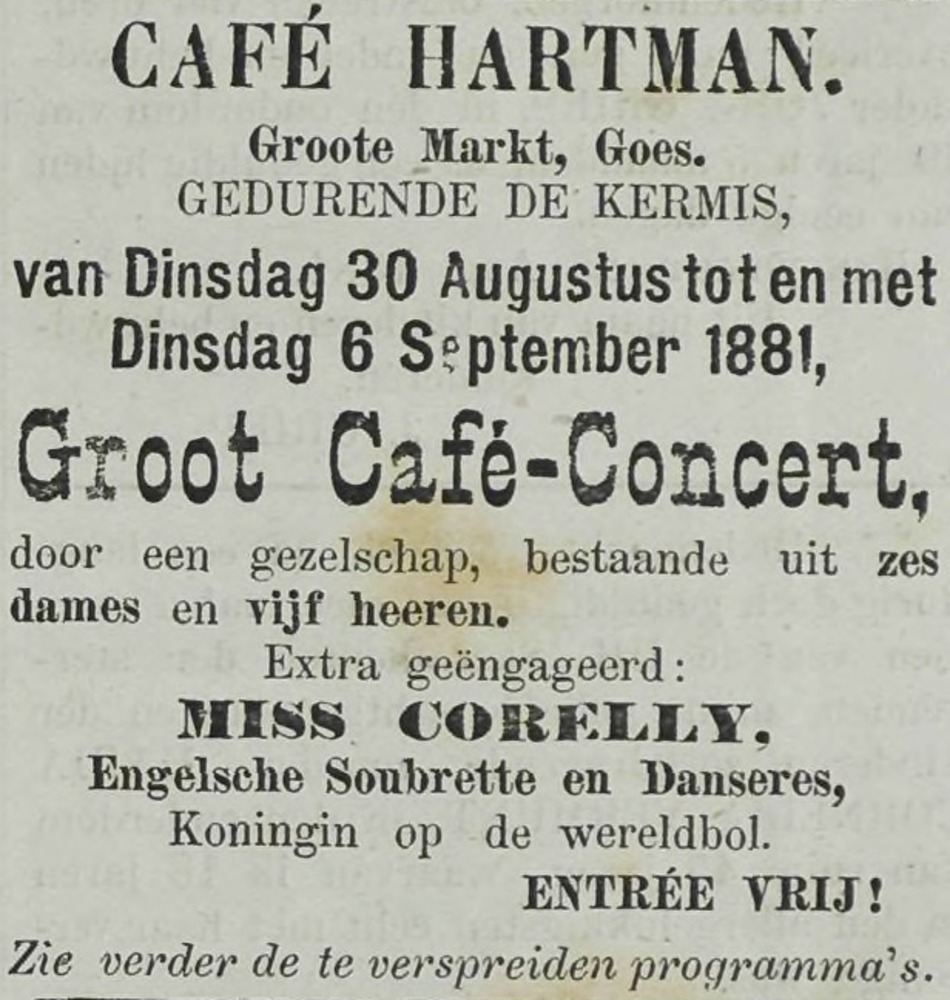 CAFÉ HARTMAN.
Groote Markt, Goes.
GEDURENDE DE KERMIS,
van Dinsdag 30 Augustus tot en met
Dinsdag 6 September 1881,
Groot Café-Concert,
door een gezelschap, bestaande uit zes
dames en vijf heeren.
Extra geëngageerd:
MISS CORELLY,
Engelsche Soubrette en Danseres,
Koningin op de wereldbol.
ENTRÉE VRIJ!
Zie verder de te verspreiden programma's.